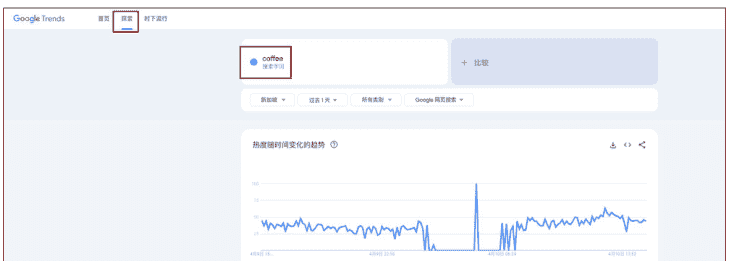 Google Trends
首页
探索
时下流行
coffee
搜索字词
+ 比较
新加坡
过去 1 天
所有类别
Google 网页搜索
热度随时间变化的趋势
100
75
50
25